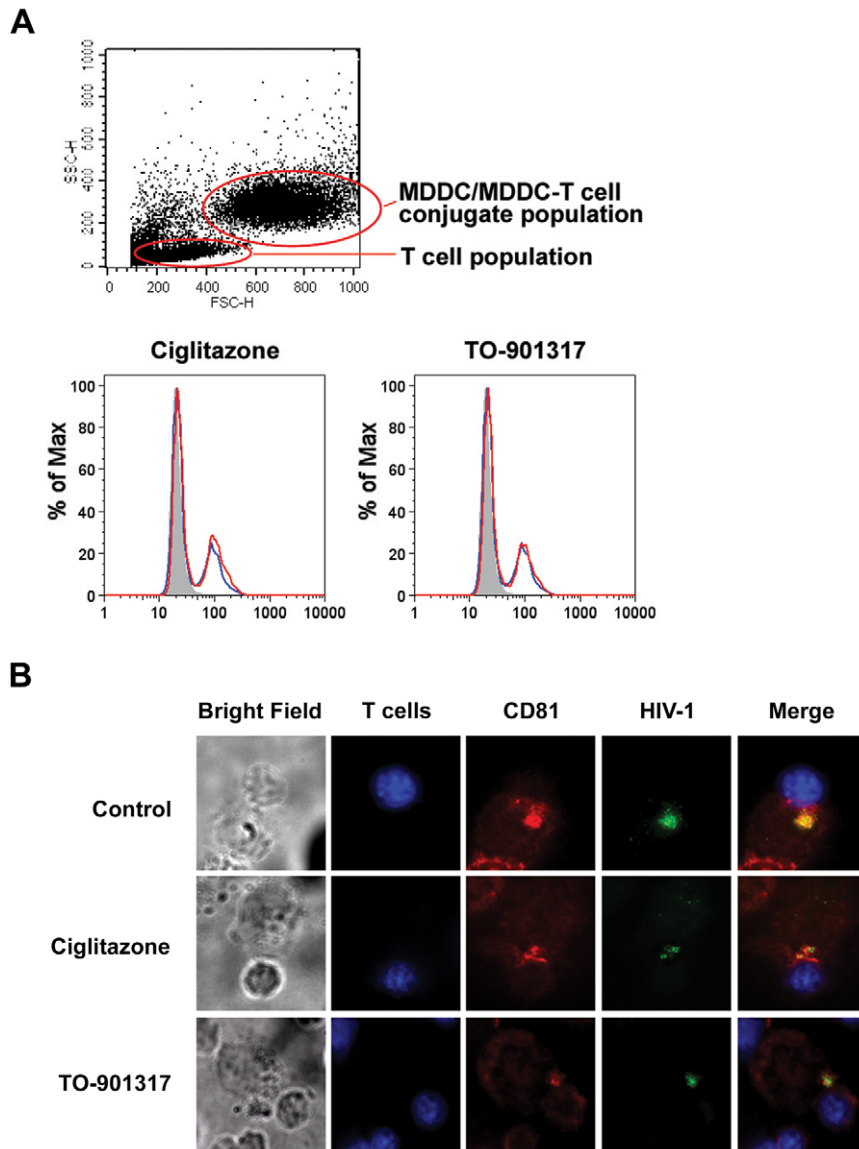 A
1000
800
600
400
200
0
SSC-H
0 200 400 600 800 1000
FSC-H
MDDC/MDDC-T cell
conjugate population
T cell population
Ciglitazone
% of Max
100
80
60
40
20
0
1 10 100 1000 10000
TO-901317
% of Max
100
80
60
40
20
0
1 10 100 1000 10000
B
Bright Field T cells CD81 HIV-1 Merge
Control
Ciglitazone
TO-901317